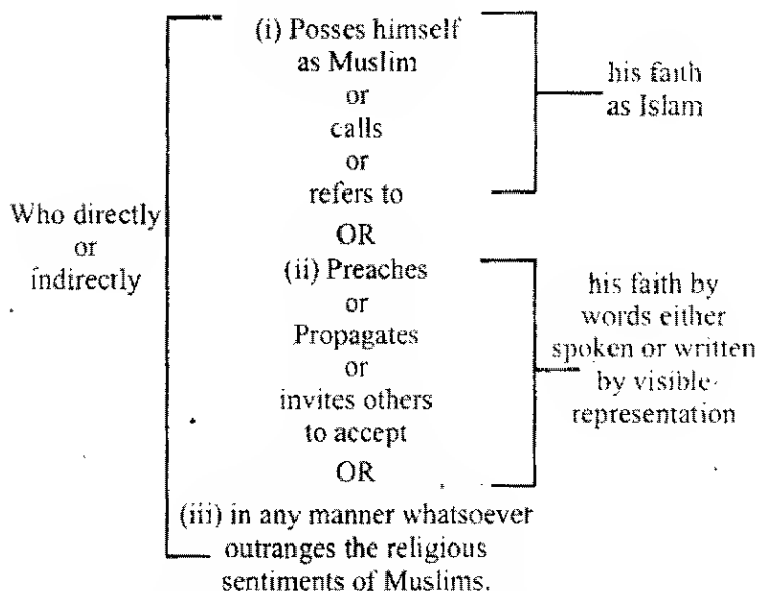 Who directly
or
indirectly
(i) Posses himself
as Muslim
or
calls
or
refers to
his faith
as Islam
OR
(ii) Preaches
or
Propagates
or
invites others
to accept
his faith by
words either
spoken or written
by visible
representation
OR
(iii) in any manner whatsoever
outranges the religious
sentiments of Muslims.